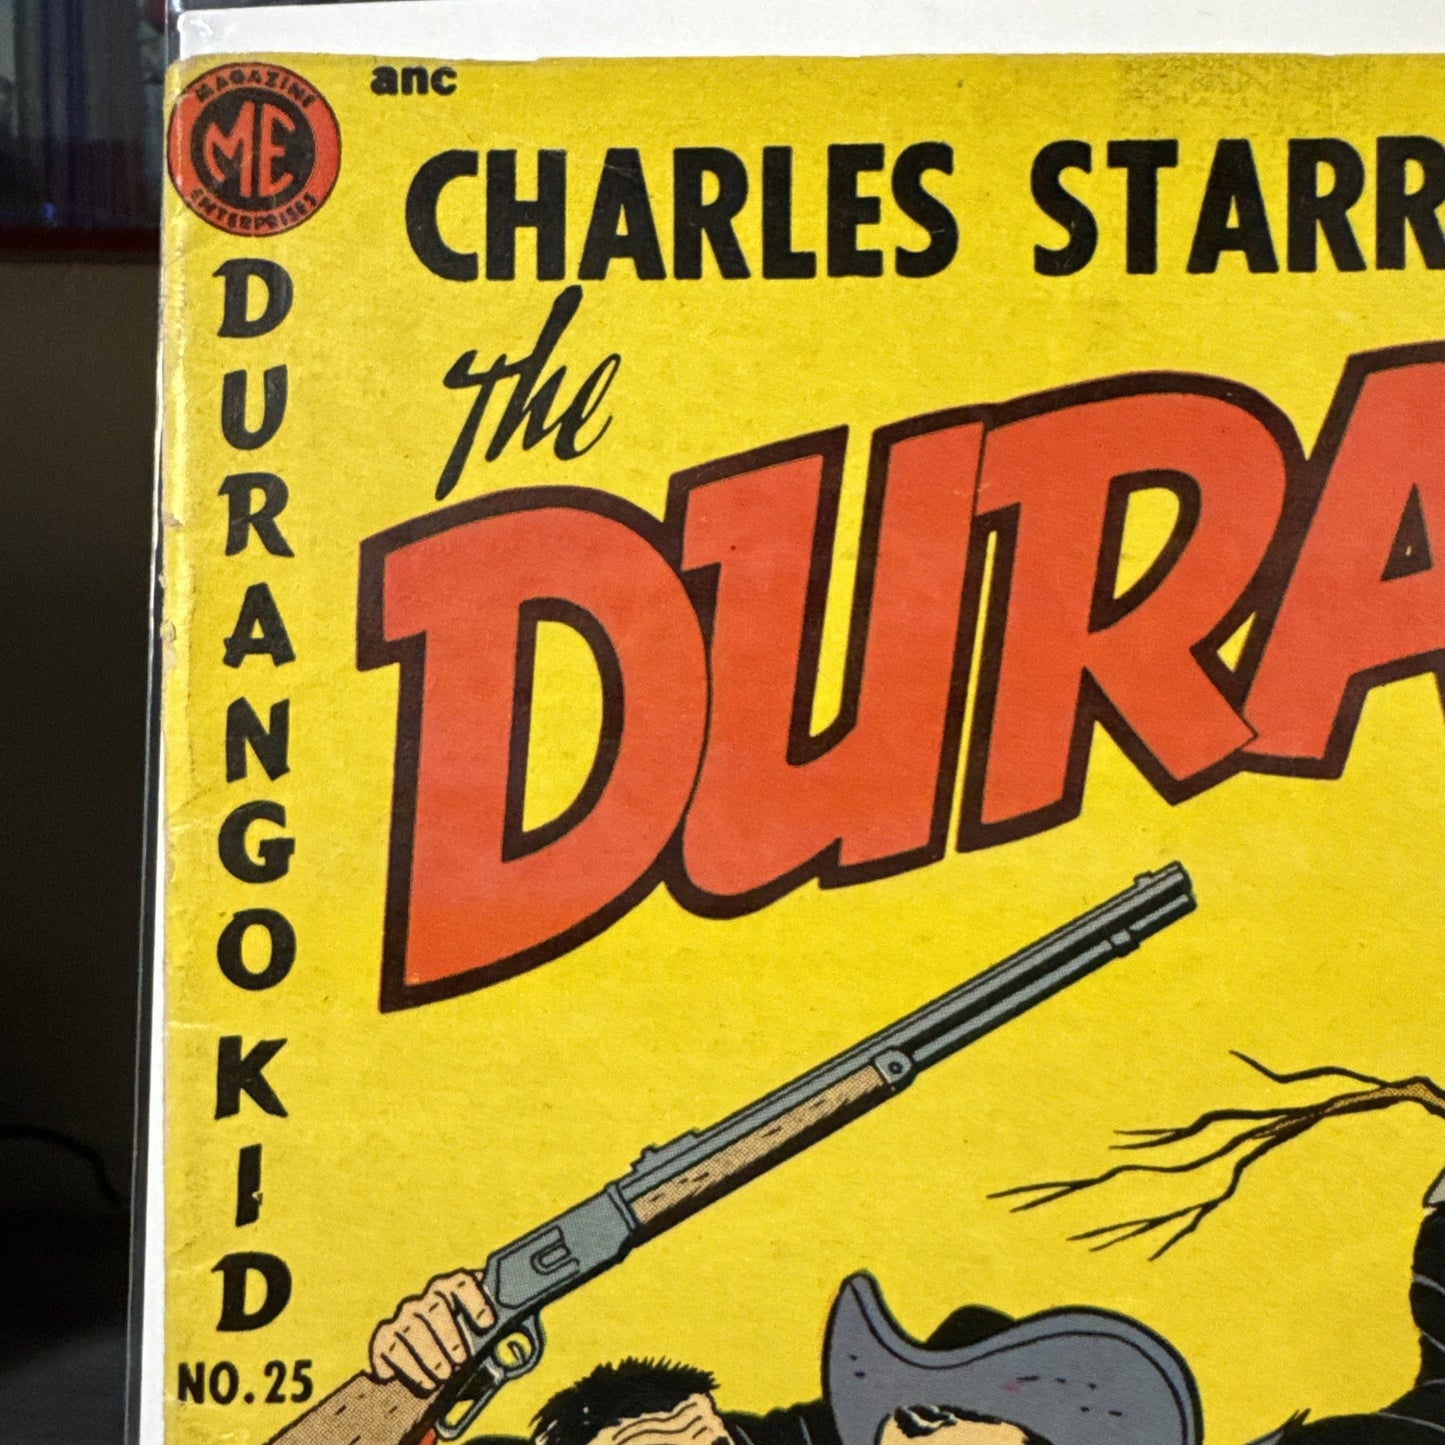 MAGAZINE
ME
ENTERPRISES
anc
CHARLES STARR
the
DURA
DURANGO KID
NO. 25